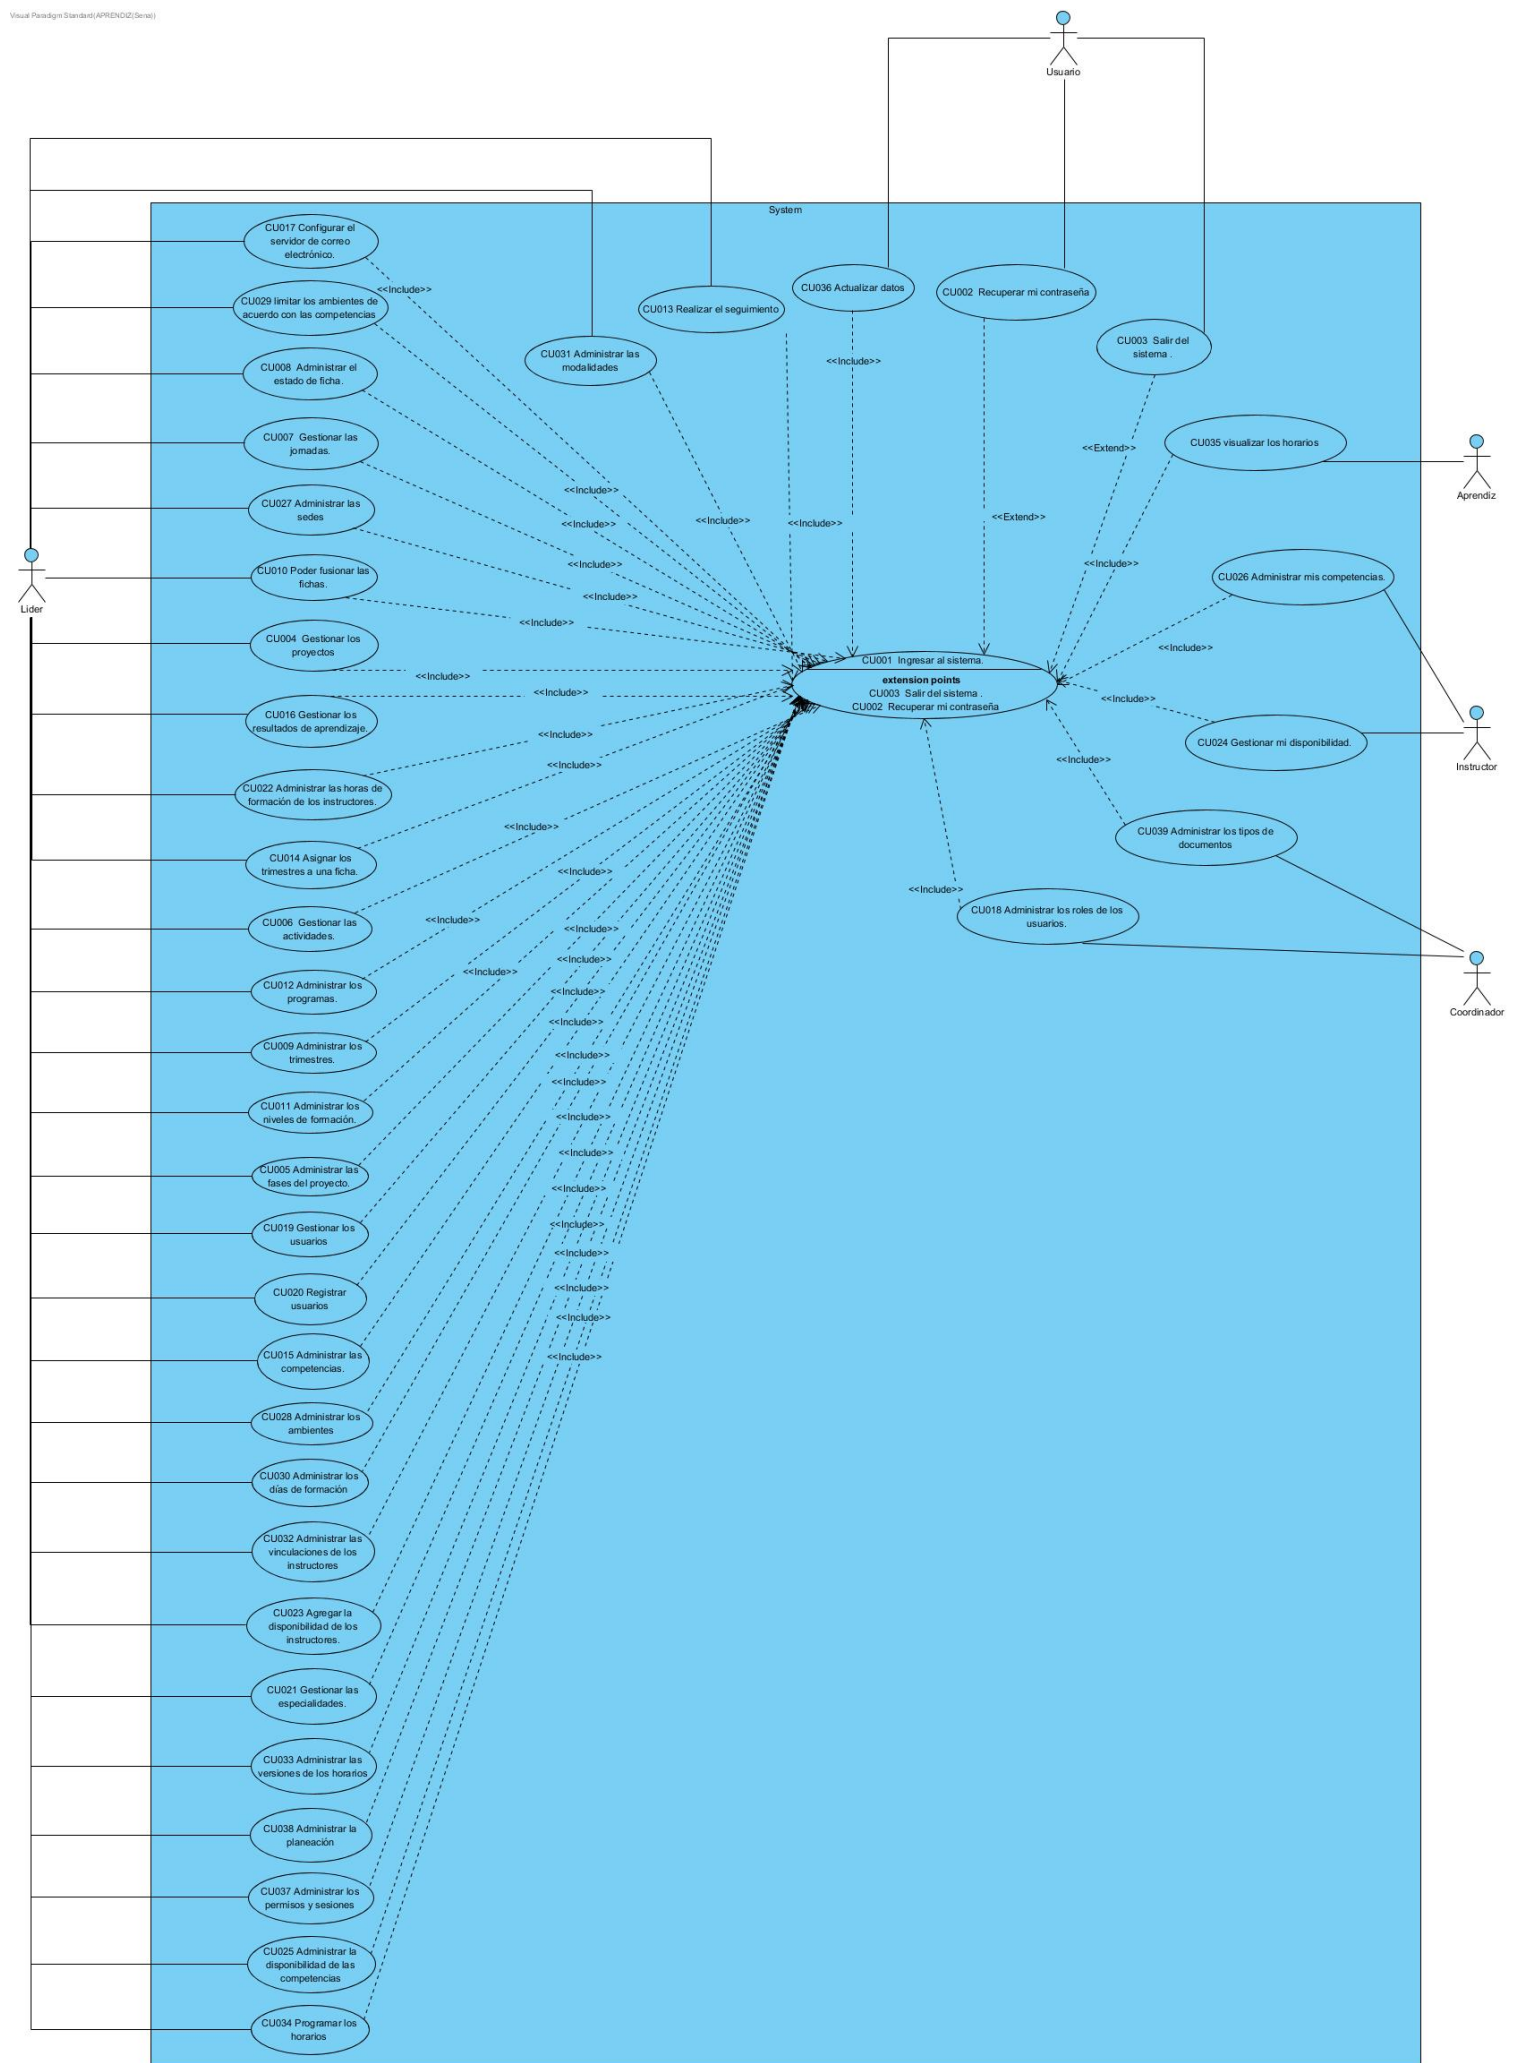 Visual Paradigm Standard(APRENDIZ(Sena))
Usuario
System
CU017 Configurar el
servidor de correo
electrónico.
<<Include>>
CU029 limitar los ambientes de
acuerdo con las competencias
CU013 Realizar el seguimiento
CU036 Actualizar datos
CU002  Recuperar mi contraseña
CU003  Salir del
sistema .
CU031 Administrar las
modalidades
<<Include>>
CU008  Administrar el
estado de ficha.
CU007  Gestionar las
jornadas.
CU035 visualizar los horarios
<<Extend>>
Aprendiz
CU027 Administrar las
sedes
<<Include>>
<<Include>>
<<Include>>
<<Include>>
<<Extend>>
<<Include>>
<<Include>>
CU010 Poder fusionar las
fichas.
<<Include>>
CU026 Administrar mis competencias.
Lider
<<Include>>
CU004  Gestionar los
proyectos
<<Include>>
<<Include>>
CU001  Ingresar al sistema.
extension points
CU003  Salir del sistema .
CU002  Recuperar mi contraseña
<<Include>>
<<Include>>
<<Include>>
CU016 Gestionar los
resultados de aprendizaje.
<<Include>>
CU024 Gestionar mi disponibilidad.
Instructor
<<Include>>
<<Include>>
CU022 Administrar las horas de
formación de los instructores.
<<Include>>
CU039 Administrar los tipos de
documentos
CU014 Asignar los
trimestres a una ficha.
<<Include>>
<<Include>>
CU018 Administrar los roles de los
usuarios.
CU006  Gestionar las
actividades.
<<Include>>
<<Include>>
<<Include>>
<<Include>>
CU012 Administrar los
programas.
<<Include>>
Coordinador
<<Include>>
CU009 Administrar los
trimestres.
<<Include>>
<<Include>>
CU011 Administrar los
niveles de formación.
<<Include>>
<<Include>>
CU005 Administrar las
fases del proyecto.
<<Include>>
CU019 Gestionar los
usuarios
<<Include>>
<<Include>>
CU020 Registrar
usuarios
<<Include>>
<<Include>>
CU015 Administrar las
competencias.
<<Include>>
CU028 Administrar los
ambientes
CU030 Administrar los
días de formación
CU032 Administrar las
vinculaciones de los
instructores
CU023 Agregar la
disponibilidad de los
instructores.
CU021 Gestionar las
especialidades.
CU033 Administrar las
versiones de los horarios
CU038 Administrar la
planeación
CU037 Administrar los
permisos y sesiones
CU025 Administrar la
disponibilidad de las
competencias
CU034 Programar los
horarios